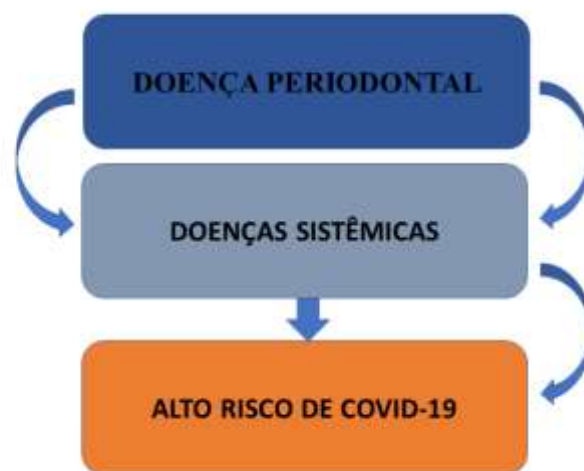 DOENÇA PERIODONTAL
DOENÇAS SISTÊMICAS
ALTO RISCO DE COVID-19